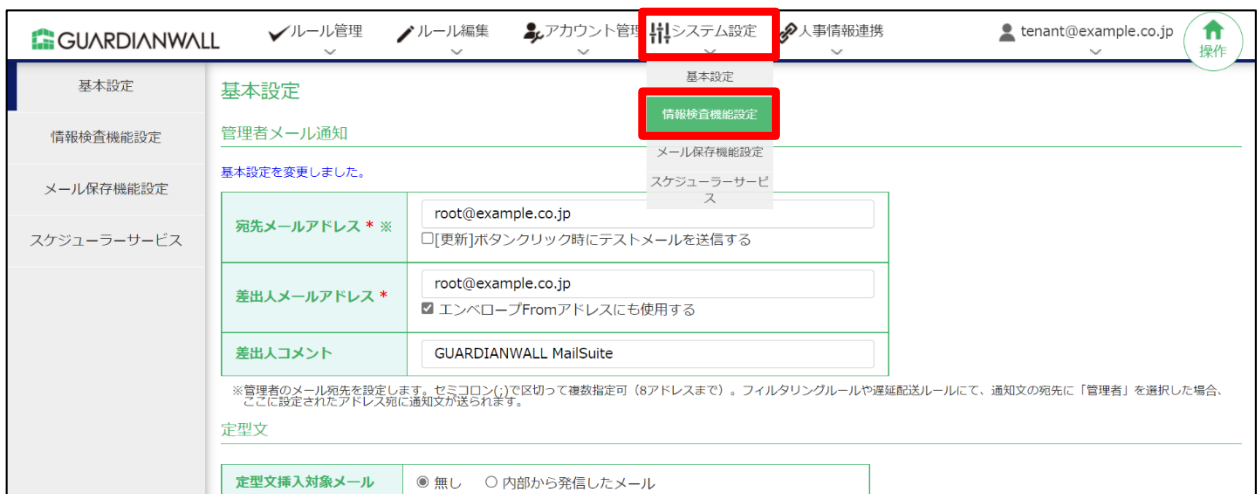 GUARDIANWALL
ルール管理
ルール編集
アカウント管理
システム設定
人事情報連携
tenant@example.co.jp
操作
基本設定
情報検査機能設定
メール保存機能設定
スケジューラーサービ
ス
基本設定
情報検査機能設定
メール保存機能設定
スケジューラーサービス
基本設定
管理者メール通知
基本設定を変更しました。
宛先メールアドレス * ※
root@example.co.jp
[更新]ボタンクリック時にテストメールを送信する
差出人メールアドレス *
root@example.co.jp
エンベロープFromアドレスにも使用する
差出人コメント
GUARDIANWALL MailSuite
※管理者のメール宛先を設定します。セミコロン(;)で区切って複数指定可（8アドレスまで）。フィルタリングルールや遅延配送ルールにて、通知文の宛先に「管理者」を選択した場合、
ここに設定されたアドレス宛に通知文が送られます。
定型文
定型文挿入対象メール
無し
内部から発信したメール